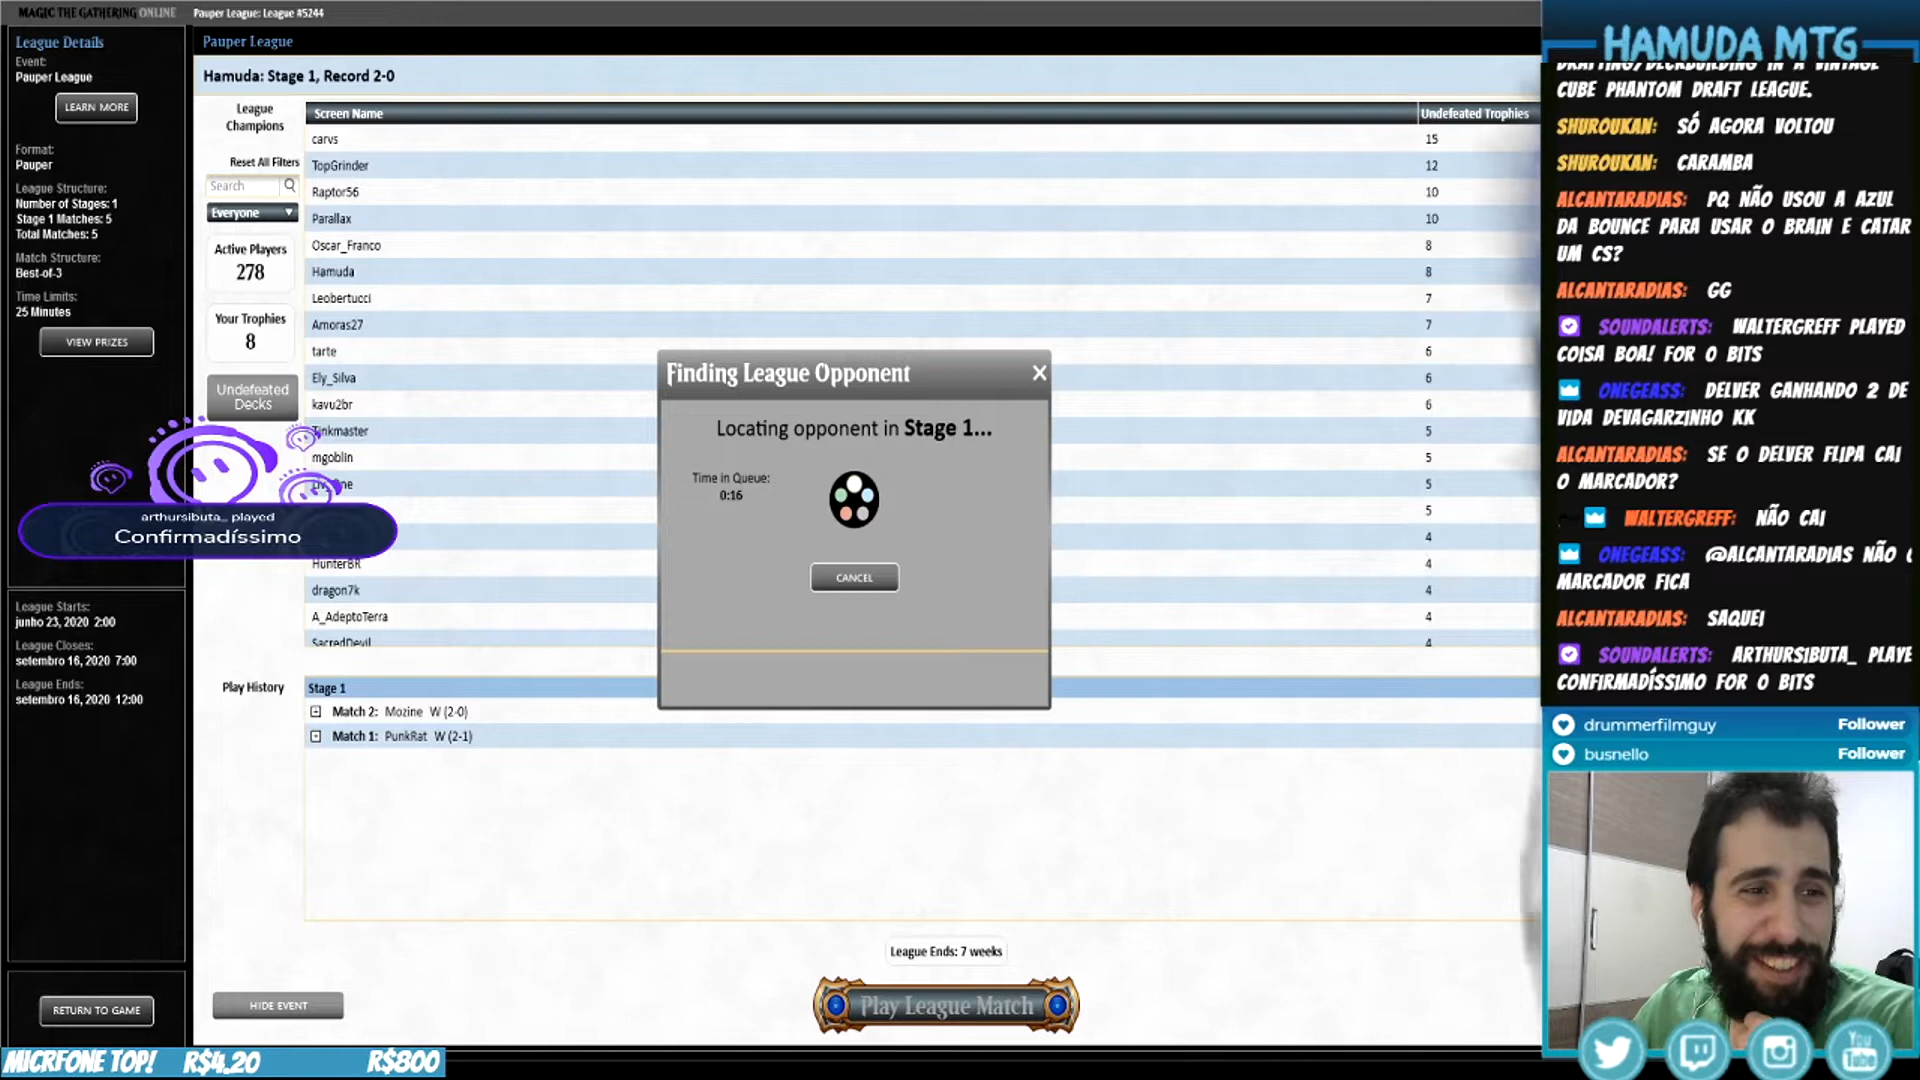 MAGIC THE GATHERING ONLINE
Pauper League: League #5244
League Details
Event:
Pauper League
LEARN MORE
Format:
Pauper
League Structure:
Number of Stages: 1
Stage 1 Matches: 5
Total Matches: 5
Match Structure:
Best-of-3
Time Limits:
25 Minutes
VIEW PRIZES
arthursibuta_ played
Confirmadíssimo
League Starts:
junho 23, 2020 2:00
League Closes:
setembro 16, 2020 7:00
League Ends:
setembro 16, 2020 12:00
RETURN TO GAME
MICRFONE TOP! R$4.20 R$800
Pauper League
Hamuda: Stage 1, Record 2-0
League
Champions
Reset All Filters
Search
Everyone
Active Players
278
Your Trophies
8
Undefeated
Decks
Screen Name Undefeated Trophies
carvs 15
TopGrinder 12
Raptor56 10
Parallax 10
Oscar_Franco 8
Hamuda 8
Leobertucci 7
Amoras27 7
tarte 6
Ely_Silva 6
kavu2br 6
Tinkmaster 5
mgoblin 5
5
5
4
HunterBR 4
dragon7k 4
A_AdeptoTerra 4
SacredDevil 4
Finding League Opponent
Locating opponent in Stage 1...
Time in Queue:
0:16
CANCEL
Play History
Stage 1
Match 2: Mozine W (2-0)
Match 1: PunkRat W (2-1)
League Ends: 7 weeks
HIDE EVENT
Play League Match
HAMUDA MTG
DRAFTING/DECKBUILDING IN A VINTAGE
CUBE PHANTOM DRAFT LEAGUE.
SHUROUKAN: SÓ AGORA VOLTOU
SHUROUKAN: CARAMBA
ALCANTARADIAS: PQ NÃO USOU A AZUL
DA BOUNCE PARA USAR O BRAIN E CATAR
UM CS?
ALCANTARADIAS: GG
SOUNDALERTS: WALTERGREFF PLAYED
COISA BOA! FOR 0 BITS
ONEGEASS: DELVER GANHANDO 2 DE
VIDA DEVAGARZINHO KK
ALCANTARADIAS: SE O DELVER FLIPA CAI
O MARCADOR?
WALTERGREFF: NÃO CAI
ONEGEASS: @ALCANTARADIAS NÃO O
MARCADOR FICA
ALCANTARADIAS: SAQUEI
SOUNDALERTS: ARTHURSIBUTA_ PLAYE
CONFIRMADÍSSIMO FOR 0 BITS
drummerfilmguy Follower
busnello Follower
You
Tube